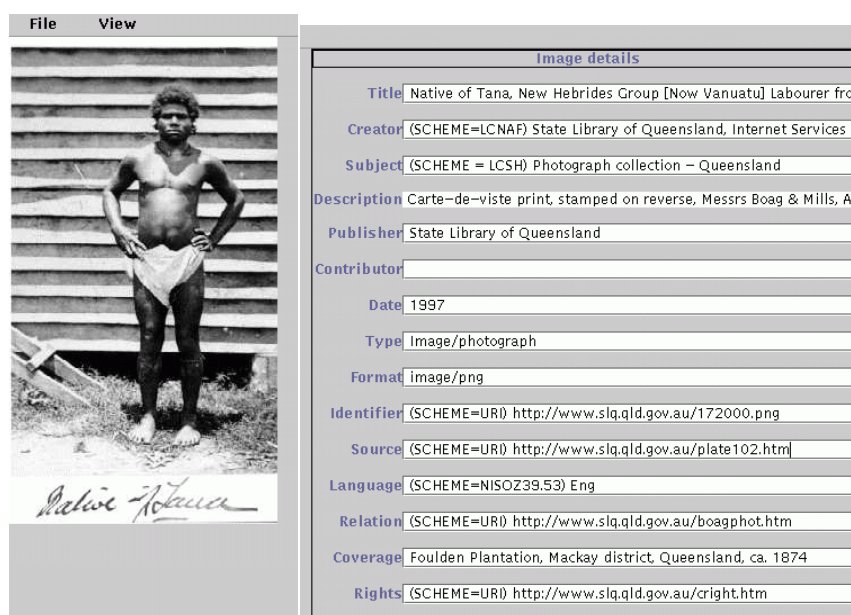 File View
Native of Tana
Image details
Title Native of Tana, New Hebrides Group [Now Vanuatu] Labourer fro
Creator (SCHEME=LCNAF) State Library of Queensland, Internet Services
Subject (SCHEME = LCSH) Photograph collection – Queensland
Description Carte–de–viste print, stamped on reverse, Messrs Boag & Mills, A
Publisher State Library of Queensland
Contributor
Date 1997
Type Image/photograph
Format image/png
Identifier (SCHEME=URI) http://www.slq.qld.gov.au/172000.png
Source (SCHEME=URI) http://www.slq.qld.gov.au/plate102.htm
Language (SCHEME=NISOZ39.53) Eng
Relation (SCHEME=URI) http://www.slq.qld.gov.au/boagphot.htm
Coverage Foulden Plantation, Mackay district, Queensland, ca. 1874
Rights (SCHEME=URI) http://www.slq.qld.gov.au/cright.htm